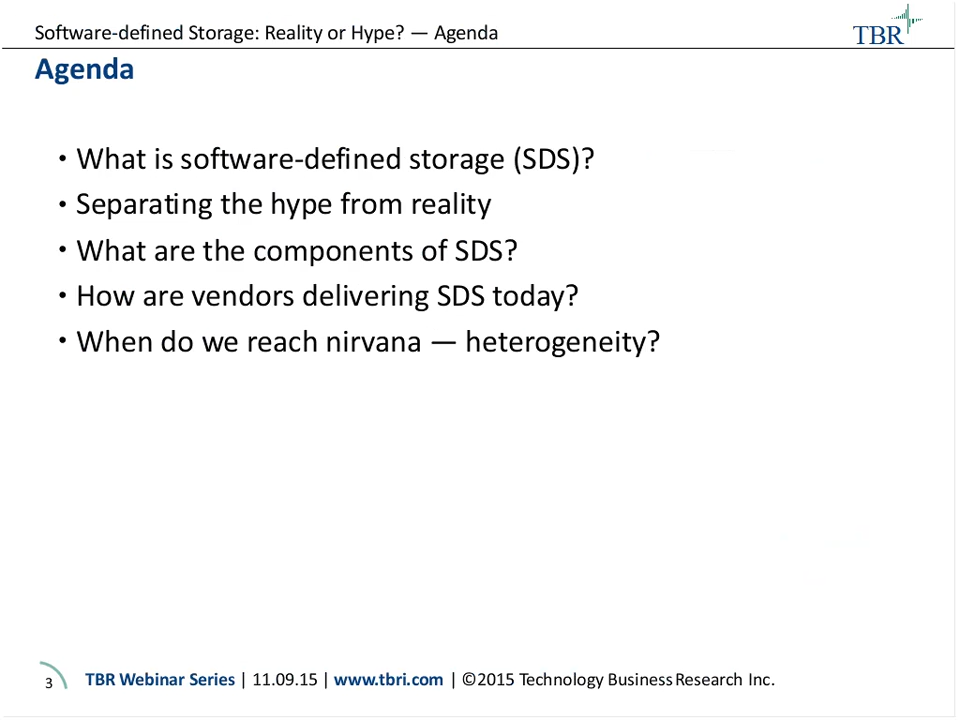 Software-defined Storage: Reality or Hype? — Agenda
TBR
Agenda
• What is software-defined storage (SDS)?
• Separating the hype from reality
• What are the components of SDS?
• How are vendors delivering SDS today?
• When do we reach nirvana — heterogeneity?
3 TBR Webinar Series | 11.09.15 | www.tbri.com | ©2015 Technology Business Research Inc.